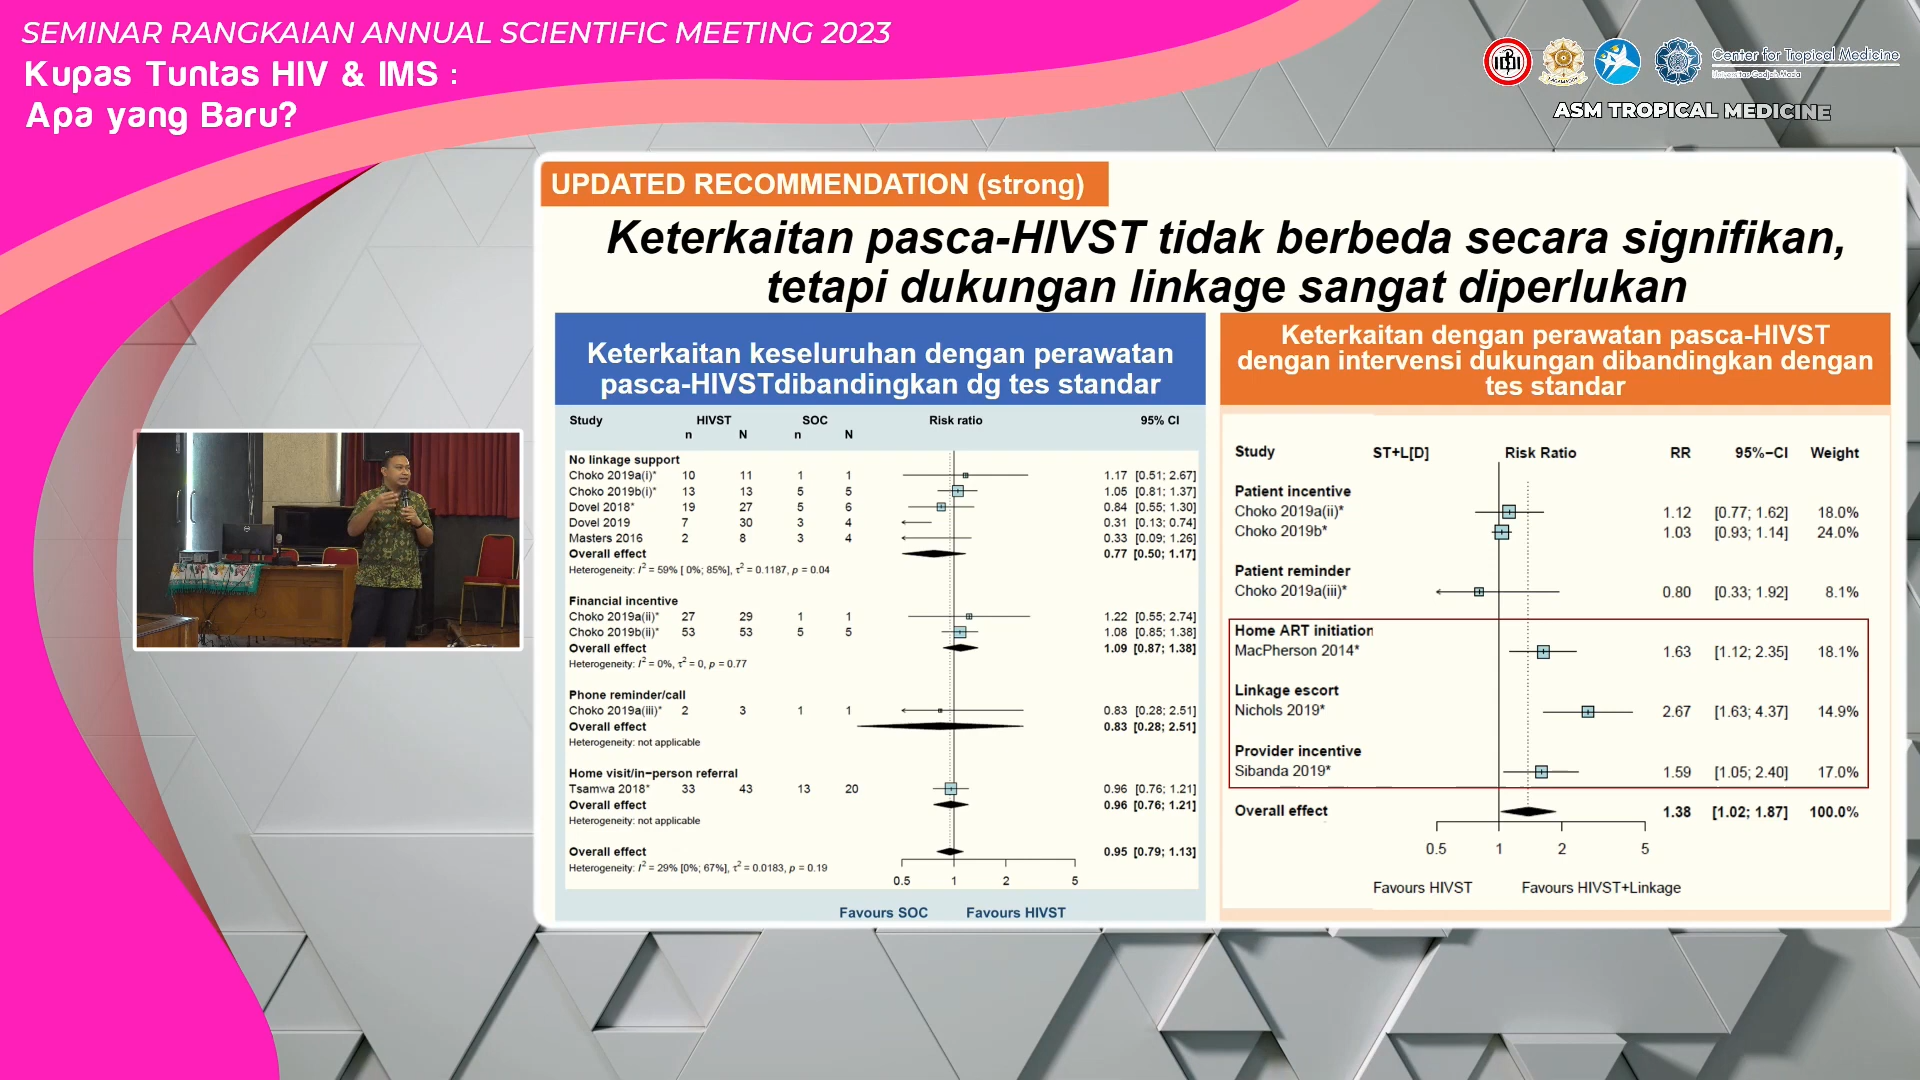 SEMINAR RANGKAIAN ANNUAL SCIENTIFIC MEETING 2023
Kupas Tuntas HIV & IMS :
Apa yang Baru?
Center for Tropical Medicine
Universitas Gadjah Mada
ASM TROPICAL MEDICINE
UPDATED RECOMMENDATION (strong)
Keterkaitan pasca-HIVST tidak berbeda secara signifikan,
tetapi dukungan linkage sangat diperlukan
Keterkaitan keseluruhan dengan perawatan
pasca-HIVSTdibandingkan dg tes standar
Study HIVST SOC Risk ratio 95% CI
n N n N
No linkage support
Choko 2019a(i)* 10 11 1 1 1.17 [0.51; 2.67]
Choko 2019b(i)* 13 13 5 5 1.05 [0.81; 1.37]
Dovel 2018* 19 27 5 6 0.84 [0.55; 1.30]
Dovel 2019 7 30 3 4 0.31 [0.13; 0.74]
Masters 2016 2 8 3 4 0.33 [0.09; 1.26]
Overall effect 0.77 [0.50; 1.17]
Heterogeneity: I² = 59% [ 0%; 85%], τ² = 0.1187, p = 0.04
Financial incentive
Choko 2019a(ii)* 27 29 1 1 1.22 [0.55; 2.74]
Choko 2019b(ii)* 53 53 5 5 1.08 [0.85; 1.38]
Overall effect 1.09 [0.87; 1.38]
Heterogeneity: I² = 0%, τ² = 0, p = 0.77
Phone reminder/call
Choko 2019a(iii)* 2 3 1 1 0.83 [0.28; 2.51]
Overall effect 0.83 [0.28; 2.51]
Heterogeneity: not applicable
Home visit/in−person referral
Tsamwa 2018* 33 43 13 20 0.96 [0.76; 1.21]
Overall effect 0.96 [0.76; 1.21]
Heterogeneity: not applicable
Overall effect 0.95 [0.79; 1.13]
Heterogeneity: I² = 29% [0%; 67%], τ² = 0.0183, p = 0.19
0.5 1 2 5
Favours SOC Favours HIVST
Keterkaitan dengan perawatan pasca-HIVST
dengan intervensi dukungan dibandingkan dengan
tes standar
Study ST+L[D] Risk Ratio RR 95%−CI Weight
Patient incentive
Choko 2019a(ii)* 1.12 [0.77; 1.62] 18.0%
Choko 2019b* 1.03 [0.93; 1.14] 24.0%
Patient reminder
Choko 2019a(iii)* 0.80 [0.33; 1.92] 8.1%
Home ART initiation
MacPherson 2014* 1.63 [1.12; 2.35] 18.1%
Linkage escort
Nichols 2019* 2.67 [1.63; 4.37] 14.9%
Provider incentive
Sibanda 2019* 1.59 [1.05; 2.40] 17.0%
Overall effect 1.38 [1.02; 1.87] 100.0%
0.5 1 2 5
Favours HIVST Favours HIVST+Linkage